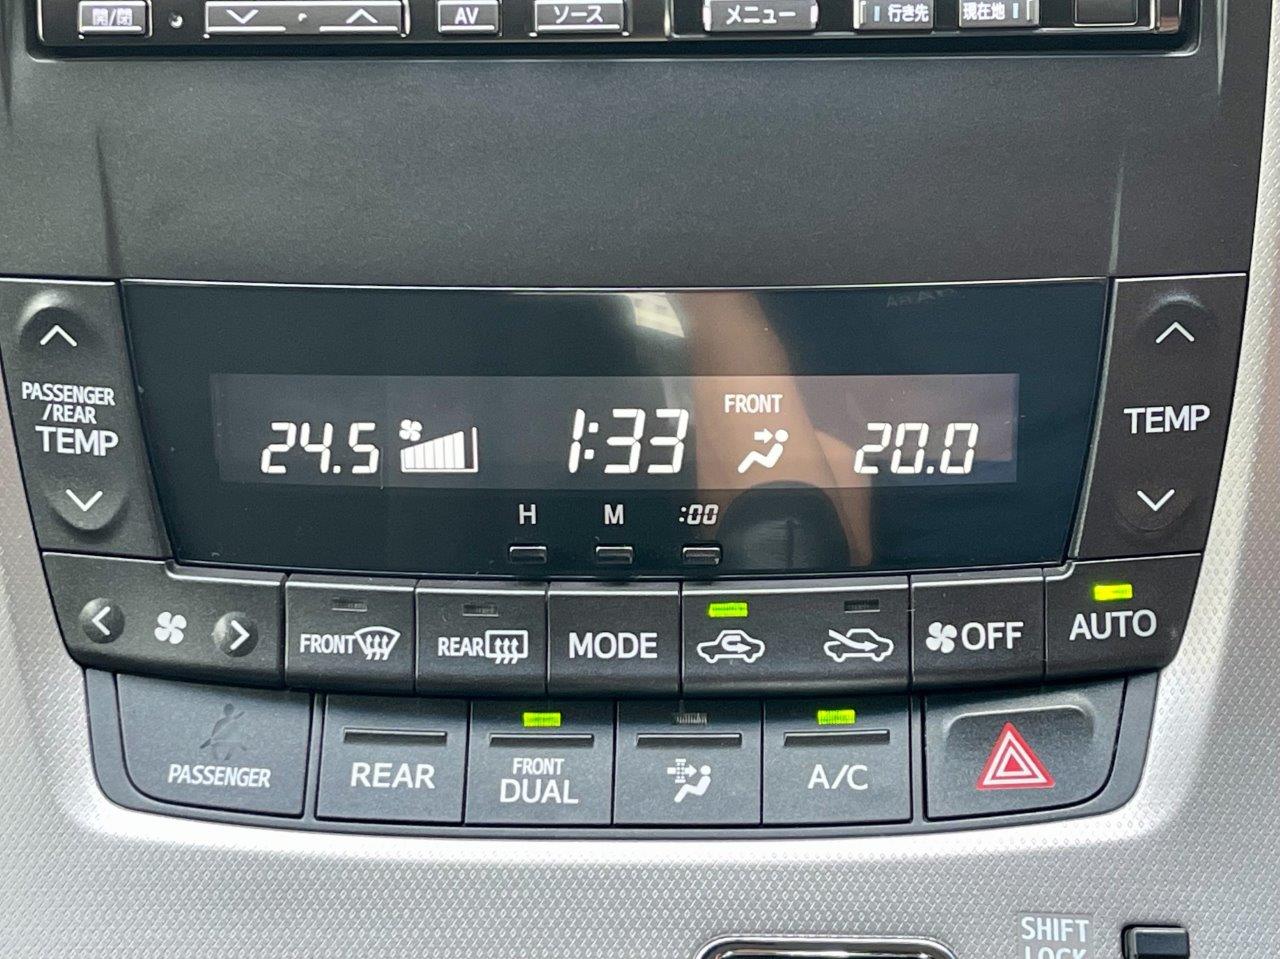 開/閉
AV
ソース
メニュー
行き先
現在地
PASSENGER
/REAR
TEMP
24.5
1:33
FRONT
20.0
TEMP
H M :00
FRONT
REAR
MODE
OFF
AUTO
PASSENGER
REAR
FRONT
DUAL
A/C
SHIFT
LOCK